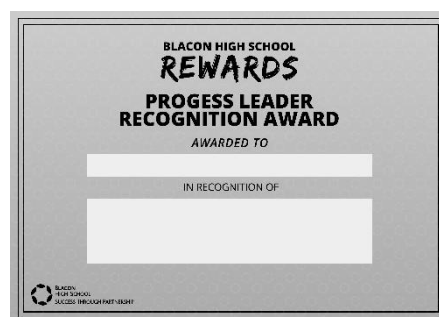 BLACON HIGH SCHOOL
REWARDS
PROGESS LEADER
RECOGNITION AWARD
AWARDED TO
IN RECOGNITION OF
BLACON
HIGH SCHOOL
SUCCESS THROUGH PARTNERSHIP